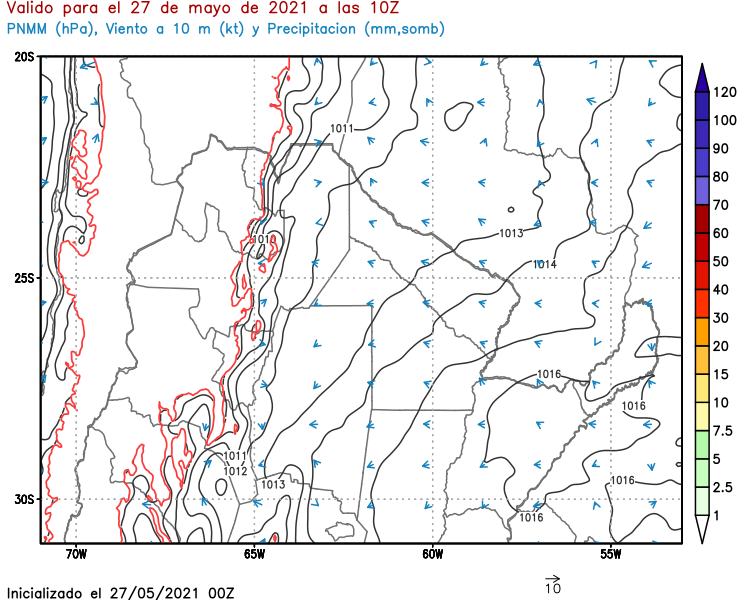 Valido para el 27 de mayo de 2021 a las 10Z
PNMM (hPa), Viento a 10 m (kt) y Precipitacion (mm,somb)
20S
25S
30S
70W
65W
60W
55W
1011
1010
1013
1014
1016
1016
1011
1012
1013
1016
1016
120
100
90
80
70
60
50
40
30
20
15
10
7.5
5
2.5
1
10
Inicializado el 27/05/2021 00Z